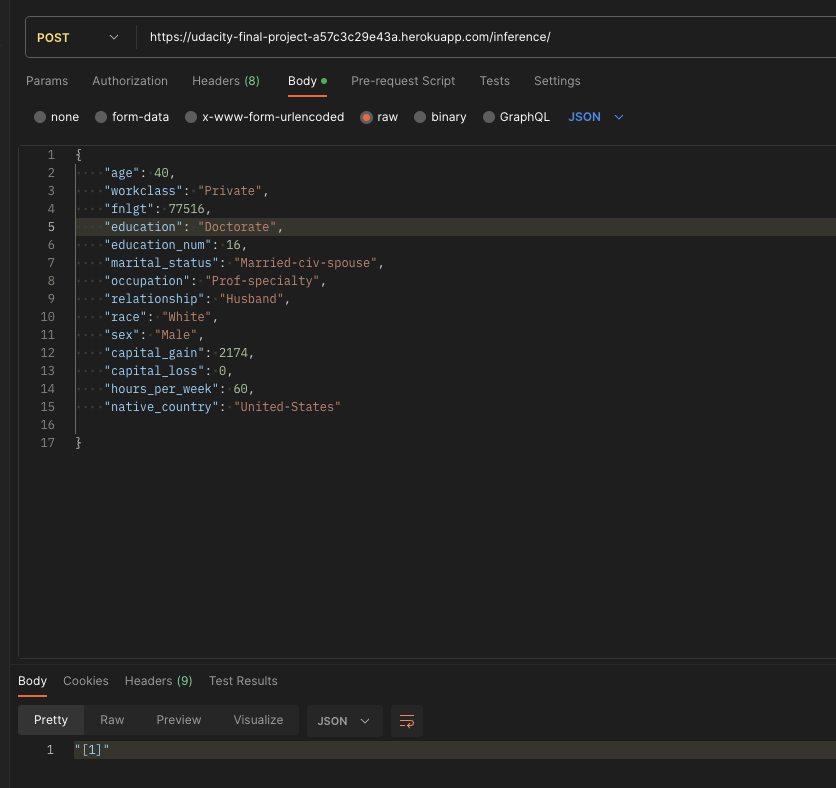 POST https://udacity-final-project-a57c3c29e43a.herokuapp.com/inference/
Params Authorization Headers (8) Body Pre-request Script Tests Settings
none form-data x-www-form-urlencoded raw binary GraphQL JSON
1 {
2 ····"age":·40,
3 ····"workclass":·"Private",
4 ····"fnlgt":·77516,
5 ····"education":·"Doctorate",
6 ····"education_num":·16,
7 ····"marital_status":·"Married-civ-spouse",
8 ····"occupation":·"Prof-specialty",
9 ····"relationship":·"Husband",
10 ····"race":·"White",
11 ····"sex":·"Male",
12 ····"capital_gain":·2174,
13 ····"capital_loss":·0,
14 ····"hours_per_week":·60,
15 ····"native_country":·"United-States"
16
17 }
Body Cookies Headers (9) Test Results
Pretty Raw Preview Visualize JSON
1 "[1]"